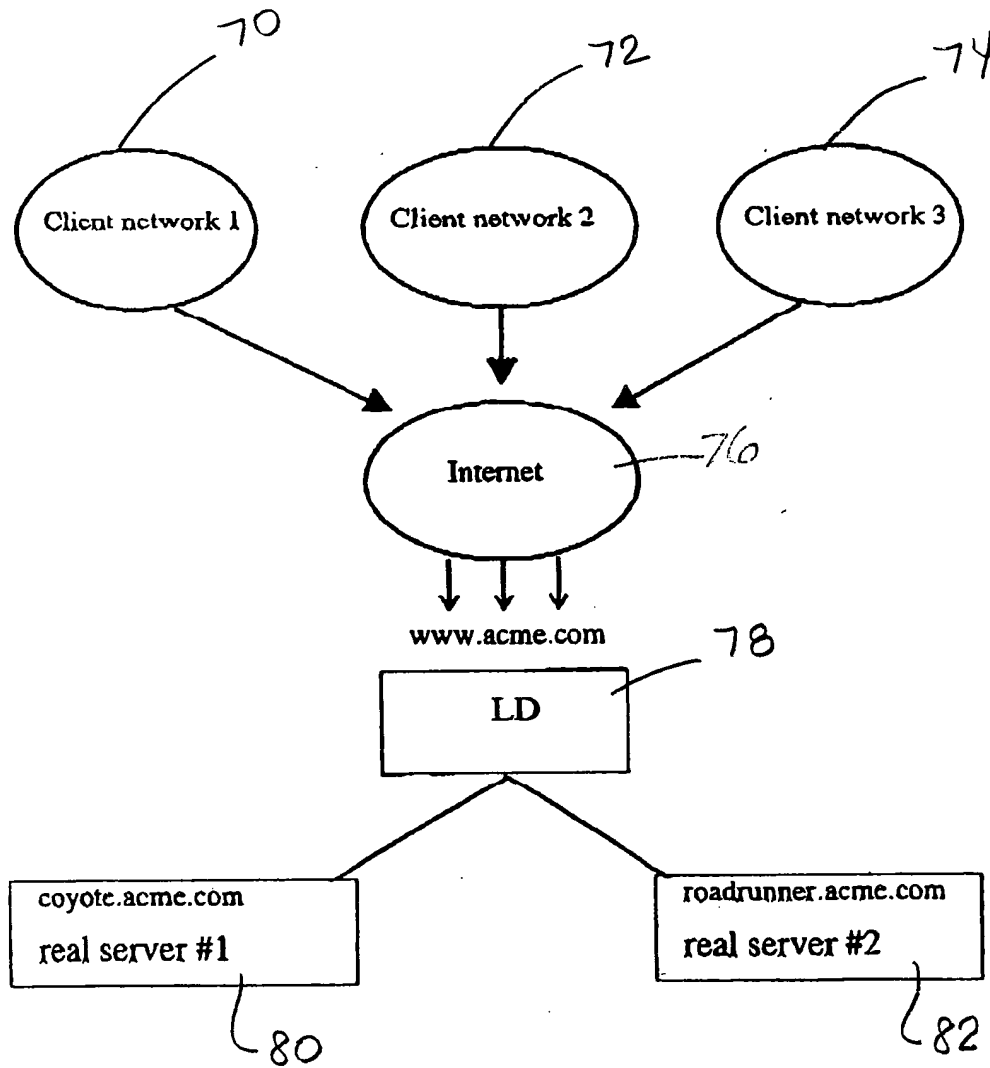 70
72
74
Client network 1
Client network 2
Client network 3
Internet
76
www.acme.com
78
LD
coyote.acme.com
real server #1
roadrunner.acme.com
real server #2
80
82